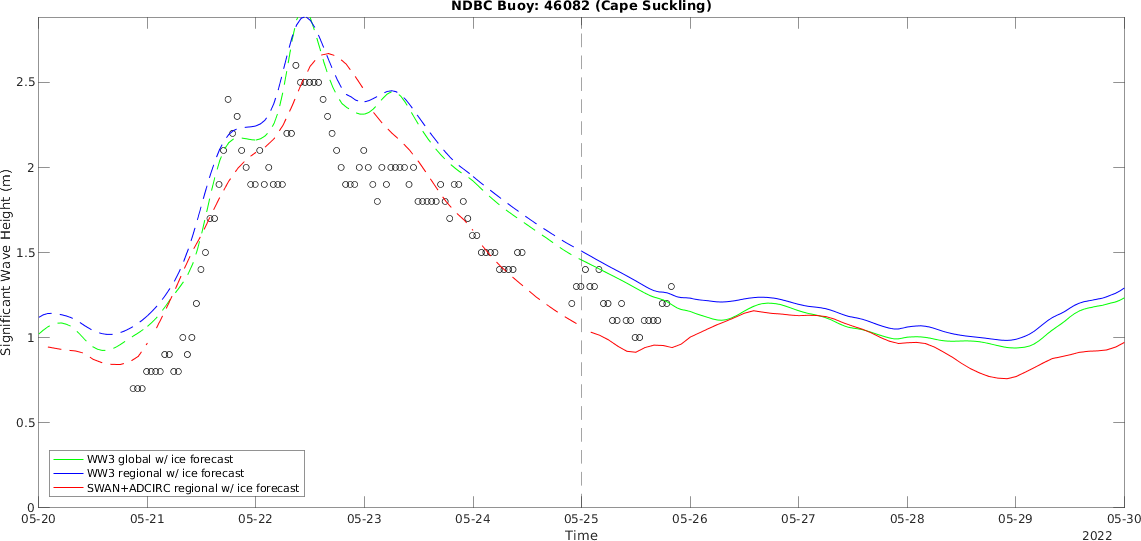 NDBC Buoy: 46082 (Cape Suckling)
Significant Wave Height (m)
2.5
2
1.5
1
0.5
0
WW3 global w/ ice forecast
WW3 regional w/ ice forecast
SWAN+ADCIRC regional w/ ice forecast
05-20 05-21 05-22 05-23 05-24 05-25 05-26 05-27 05-28 05-29 05-30
Time
2022